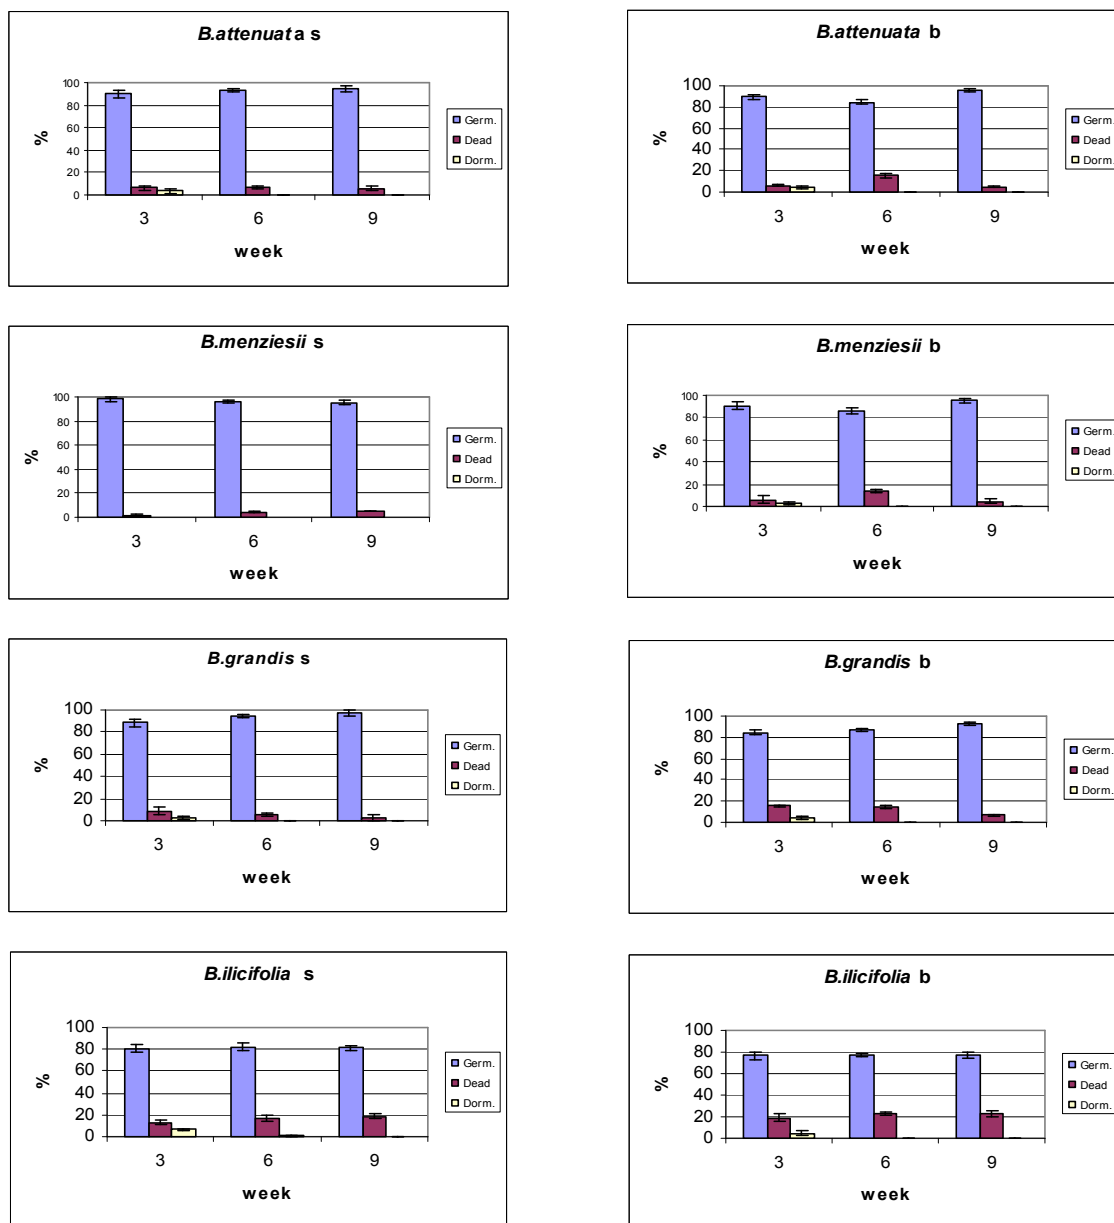 B.attenuata s
100
80
60
40
20
0
%
3 6 9
week
Germ.
Dead
Dorm.
B.attenuata b
100
80
60
40
20
0
%
3 6 9
week
Germ.
Dead
Dorm.
B.menziesii s
100
80
60
40
20
0
%
3 6 9
week
Germ.
Dead
Dorm.
B.menziesii b
100
80
60
40
20
0
%
3 6 9
week
Germ.
Dead
Dorm.
B.grandis s
100
80
60
40
20
0
%
3 6 9
week
Germ.
Dead
Dorm.
B.grandis b
100
80
60
40
20
0
%
3 6 9
week
Germ.
Dead
Dorm.
B.ilicifolia s
100
80
60
40
20
0
%
3 6 9
week
Germ.
Dead
Dorm.
B.ilicifolia b
100
80
60
40
20
0
%
3 6 9
week
Germ.
Dead
Dorm.